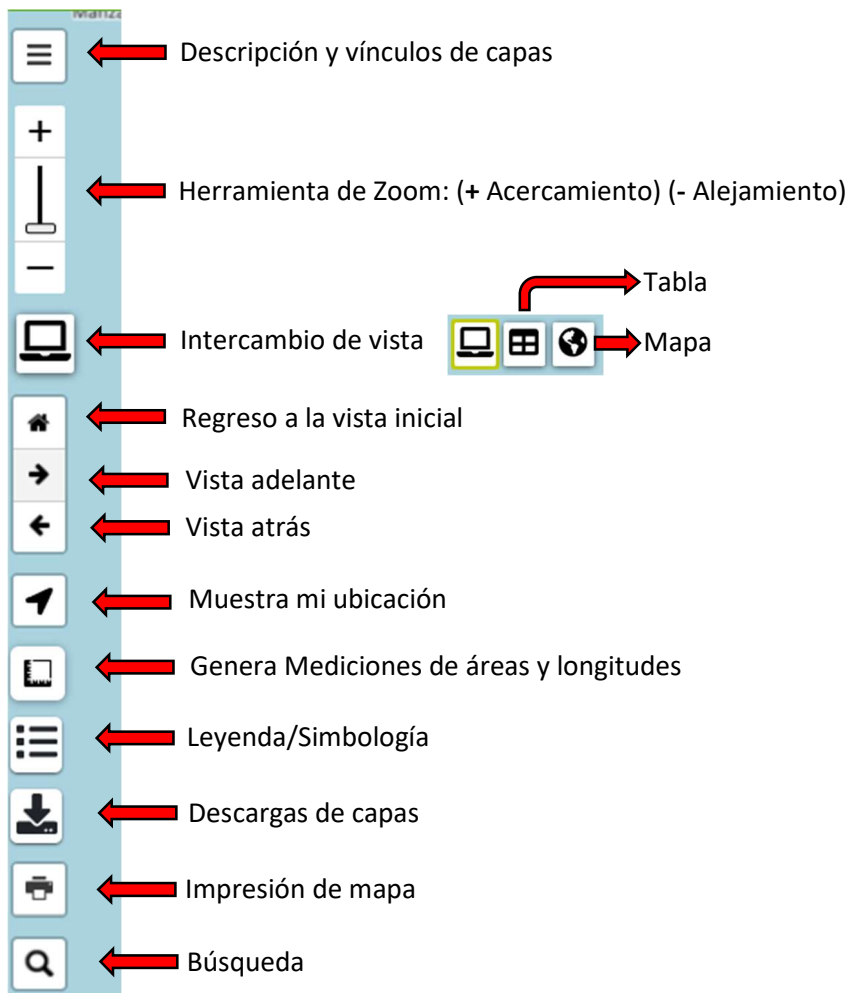 Descripción y vínculos de capas
Herramienta de Zoom: (+ Acercamiento) (- Alejamiento)
Tabla
Intercambio de vista
Mapa
Regreso a la vista inicial
Vista adelante
Vista atrás
Muestra mi ubicación
Genera Mediciones de áreas y longitudes
Leyenda/Simbología
Descargas de capas
Impresión de mapa
Búsqueda